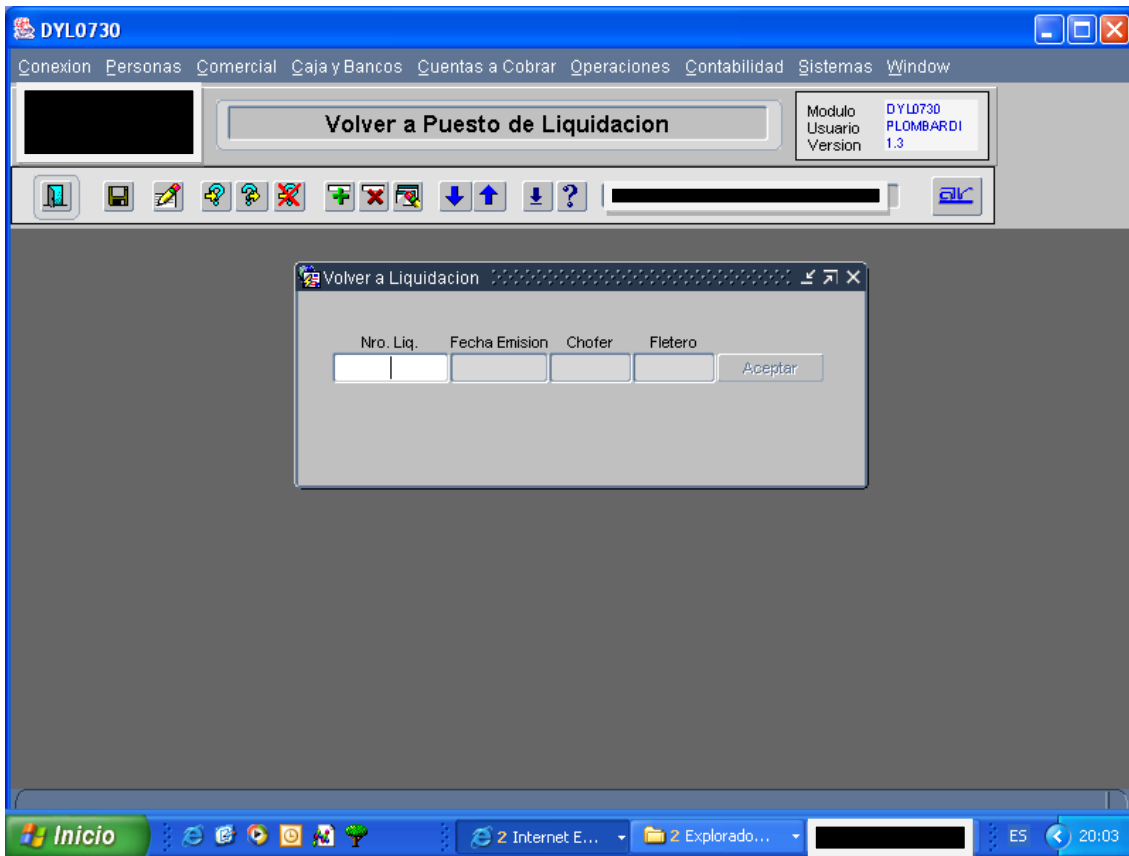 DYL0730
Conexion Personas Comercial Caja y Bancos Cuentas a Cobrar Operaciones Contabilidad Sistemas Window
Volver a Puesto de Liquidacion
Modulo DYL0730
Usuario PLOMBARDI
Version 1.3
ar
Volver a Liquidacion
Nro. Liq. Fecha Emision Chofer Fletero
Aceptar
Inicio 2 Internet E... 2 Explorado... ES 20:03